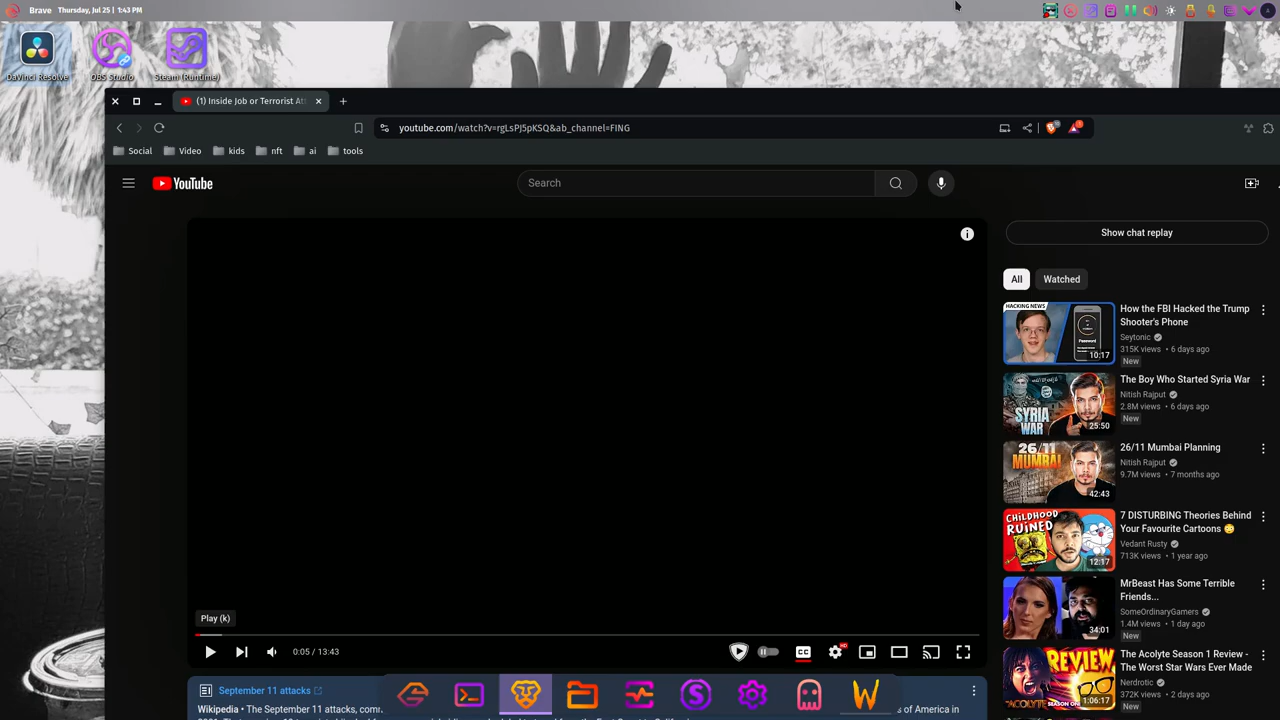 Brave Thursday, Jul 25 | 1:43 PM
DaVinci Resolve
OBS Studio
Steam (Runtime)
(1) Inside Job or Terrorist Att
youtube.com/watch?v=rgLsPJ5pKSQ&ab_channel=FING
Social
Video
kids
nft
ai
tools
YouTube
Search
Show chat replay
All
Watched
HACKING NEWS
10:17
How the FBI Hacked the Trump
Shooter's Phone
Seytonic
315K views • 6 days ago
New
SYRIA
WAR
25:50
The Boy Who Started Syria War
Nitish Rajput
2.8M views • 6 days ago
New
26/11
MUMBAI
42:43
26/11 Mumbai Planning
Nitish Rajput
9.7M views • 7 months ago
CHILDHOOD
RUINED
12:17
7 DISTURBING Theories Behind
Your Favourite Cartoons 😳
Vedant Rusty
713K views • 1 year ago
34:01
MrBeast Has Some Terrible
Friends...
SomeOrdinaryGamers
1.4M views • 1 day ago
New
REVIEW
ACOLYTE SEASON ONE
1:06:17
The Acolyte Season 1 Review -
The Worst Star Wars Ever Made
Nerdrotic
372K views • 2 days ago
Play (k)
0:05 / 13:43
CC
HD
September 11 attacks
Wikipedia • The September 11 attacks, com
s of America in